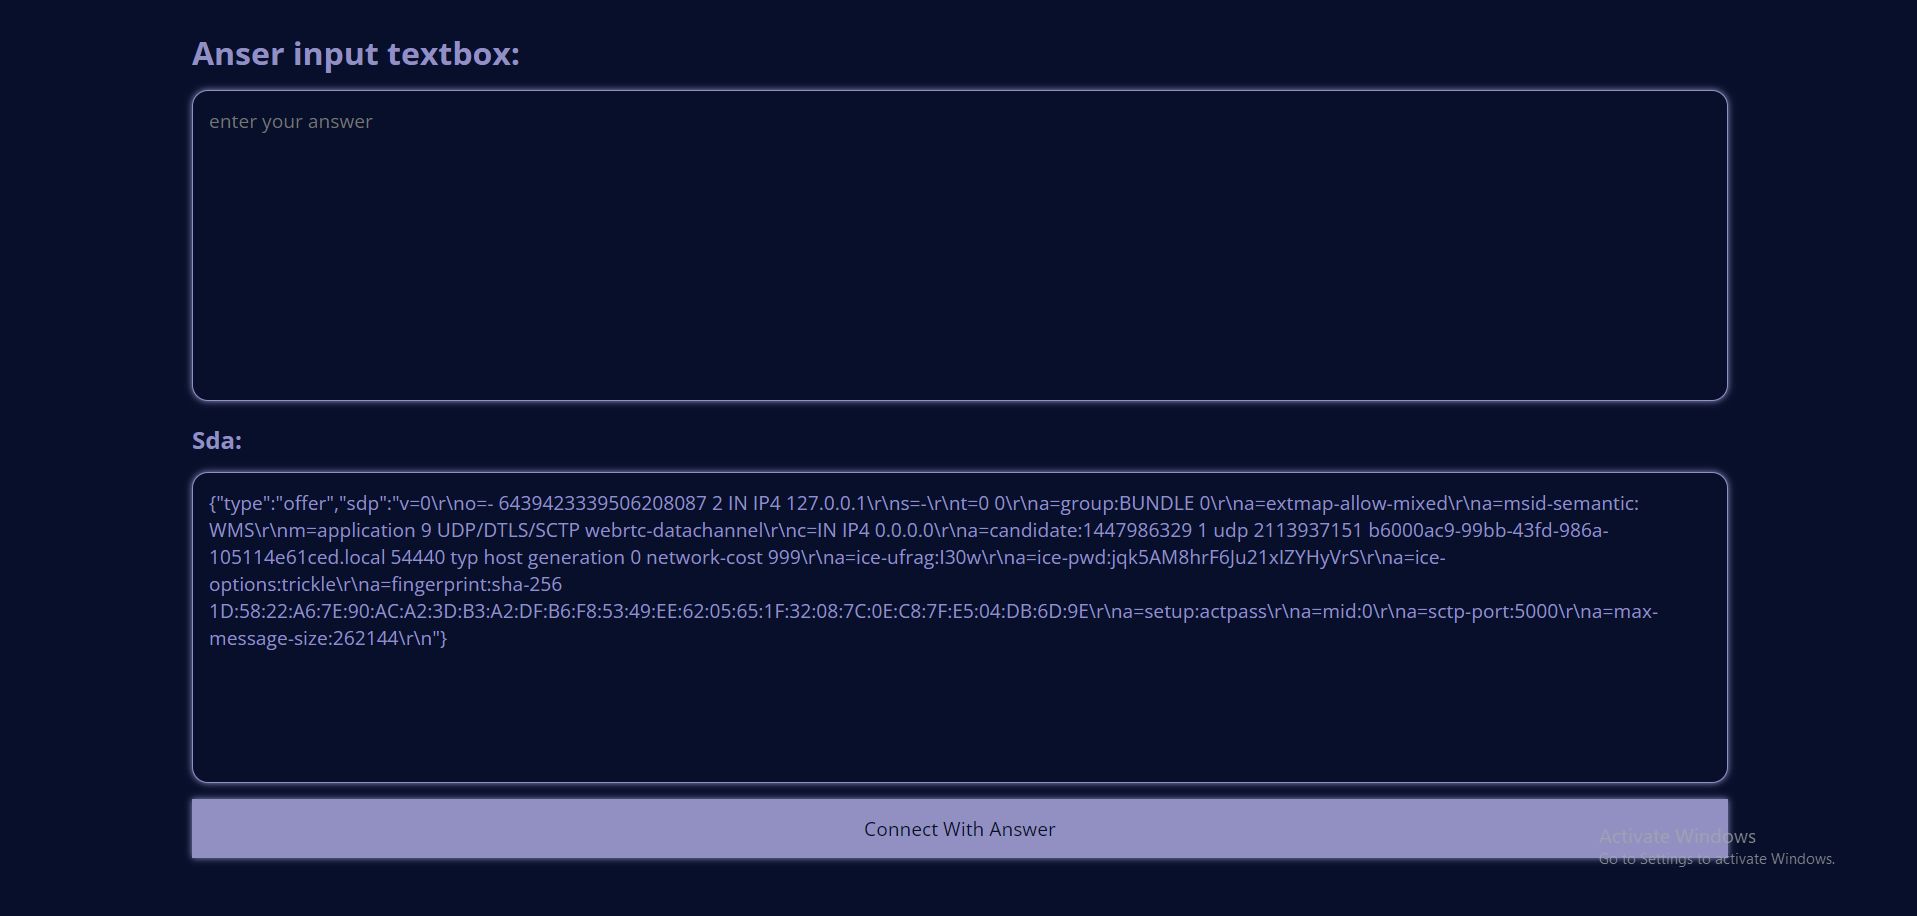 Anser input textbox:
enter your answer
Sda:
{"type":"offer","sdp":"v=0\r\no=- 6439423339506208087 2 IN IP4 127.0.0.1\r\ns=-\r\nt=0 0\r\na=group:BUNDLE 0\r\na=extmap-allow-mixed\r\na=msid-semantic:
WMS\r\nm=application 9 UDP/DTLS/SCTP webrtc-datachannel\r\nc=IN IP4 0.0.0.0\r\na=candidate:1447986329 1 udp 2113937151 b6000ac9-99bb-43fd-986a-
105114e61ced.local 54440 typ host generation 0 network-cost 999\r\na=ice-ufrag:I30w\r\na=ice-pwd:jqk5AM8hrF6Ju21xIZYHyVrS\r\na=ice-
options:trickle\r\na=fingerprint:sha-256
1D:58:22:A6:7E:90:AC:A2:3D:B3:A2:DF:B6:F8:53:49:EE:62:05:65:1F:32:08:7C:0E:C8:7F:E5:04:DB:6D:9E\r\na=setup:actpass\r\na=mid:0\r\na=sctp-port:5000\r\na=max-
message-size:262144\r\n"}
Connect With Answer
Activate Windows
Go to Settings to activate Windows.